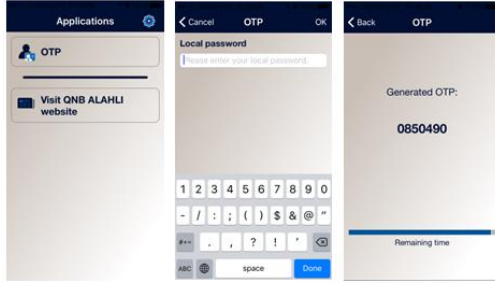 Applications
OTP
Visit QNB ALAHLI
website
Cancel OTP OK
Local password
Please enter your local password.
1 2 3 4 5 6 7 8 9 0
- / : ; ( ) $ & @ "
#+= . , ? ! '
ABC space Done
Back OTP
Generated OTP:
0850490
Remaining time